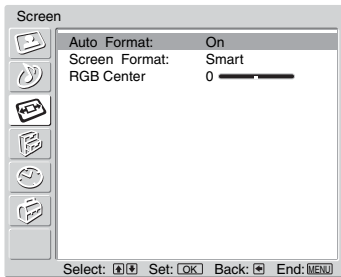 Screen
Auto Format: On
Screen Format: Smart
RGB Center 0
Select: Set: OK Back: End: MENU